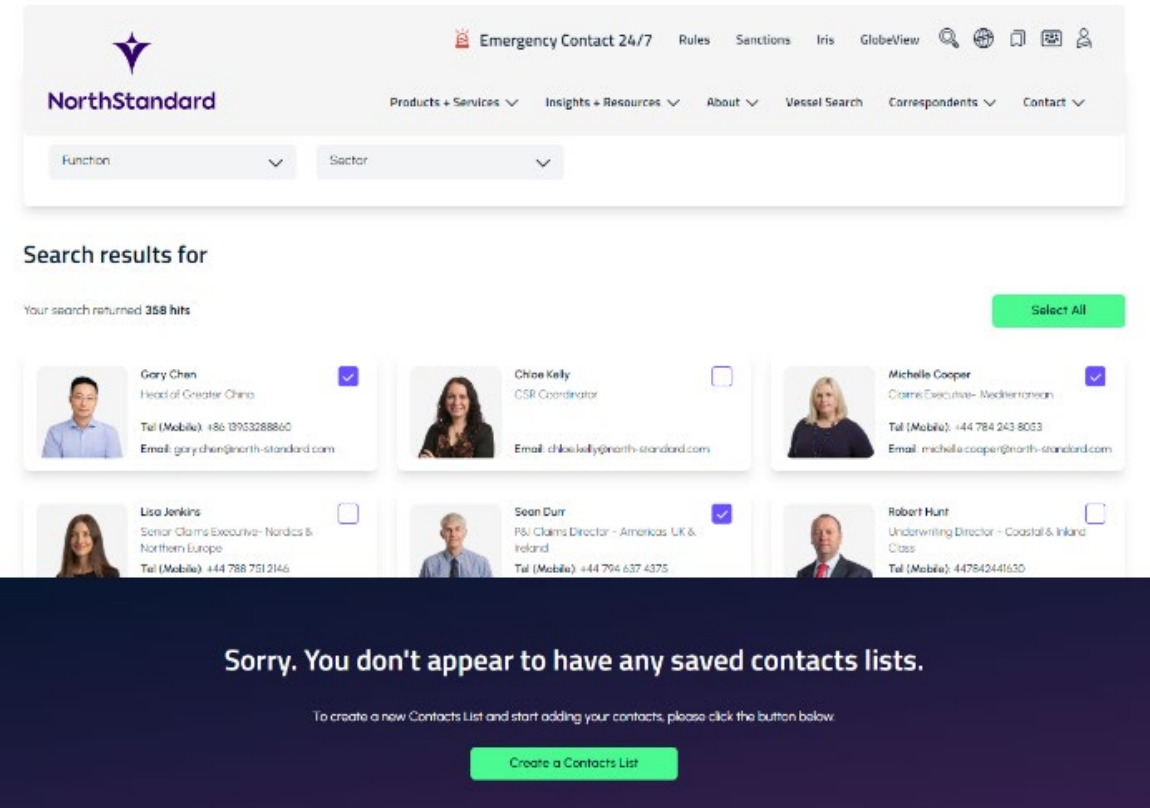 Emergency Contact 24/7 Rules Sanctions Iris GlobeView
NorthStandard
Products + Services Insights + Resources About Vessel Search Correspondents Contact
Function Sector
Search results for
Your search returned 358 hits
Select All
Gary Chen
Head of Greater China
Tel (Mobile): +86 13953288860
Email: gary.chen@north-standard.com
Chloe Kelly
CSR Coordinator
Email: chloe.kelly@north-standard.com
Michelle Cooper
Claims Executive- Mediterranean
Tel (Mobile): +44 784 243 8053
Email: michelle.cooper@north-standard.com
Lisa Jenkins
Senior Claims Executive- Nordics &
Northern Europe
Tel (Mobile): +44 788 751 2146
Sean Durr
P&I Claims Director - Americas, UK &
Ireland
Tel (Mobile): +44 794 637 4375
Robert Hunt
Underwriting Director - Coastal & Inland
Class
Tel (Mobile): 447842441630
Sorry. You don't appear to have any saved contacts lists.
To create a new Contacts List and start adding your contacts, please click the button below.
Create a Contacts List